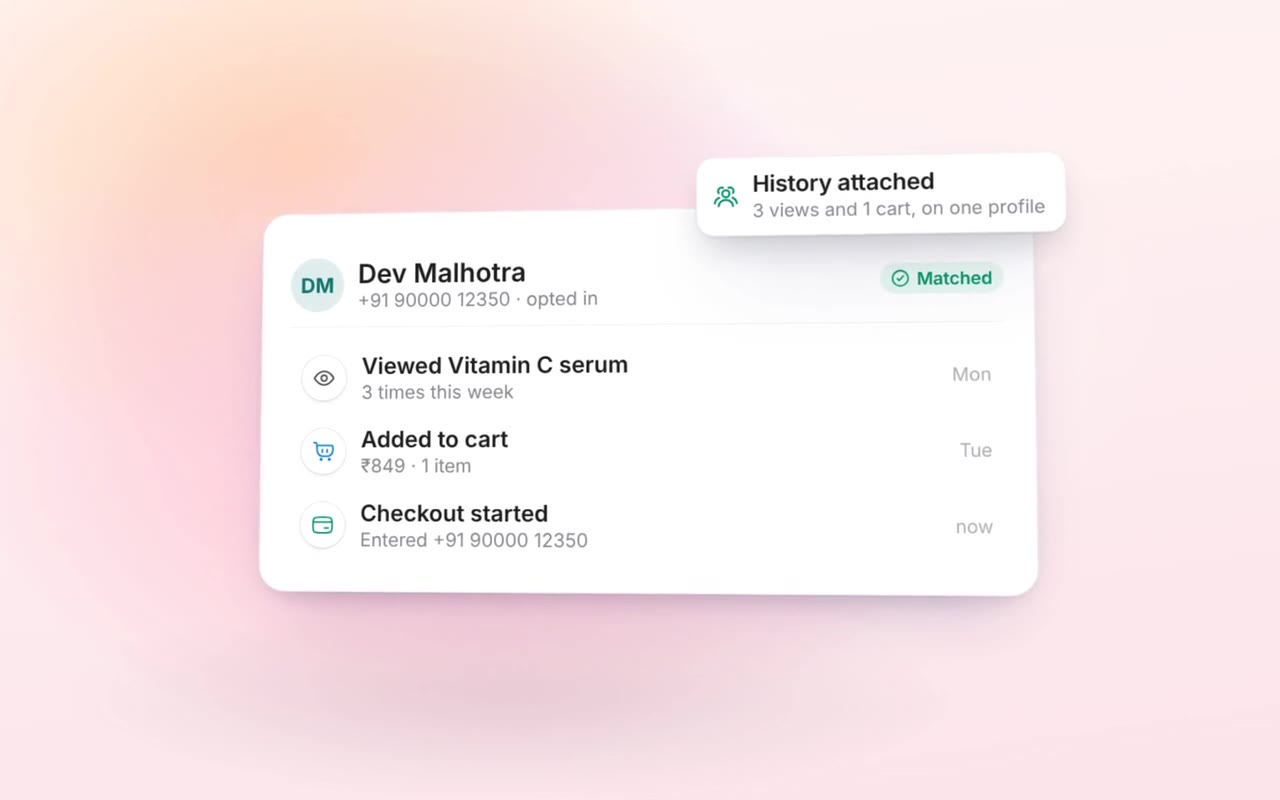 History attached
3 views and 1 cart, on one profile
DM
Dev Malhotra
+91 90000 12350 · opted in
Matched
Viewed Vitamin C serum
3 times this week
Mon
Added to cart
₹849 · 1 item
Tue
Checkout started
Entered +91 90000 12350
now